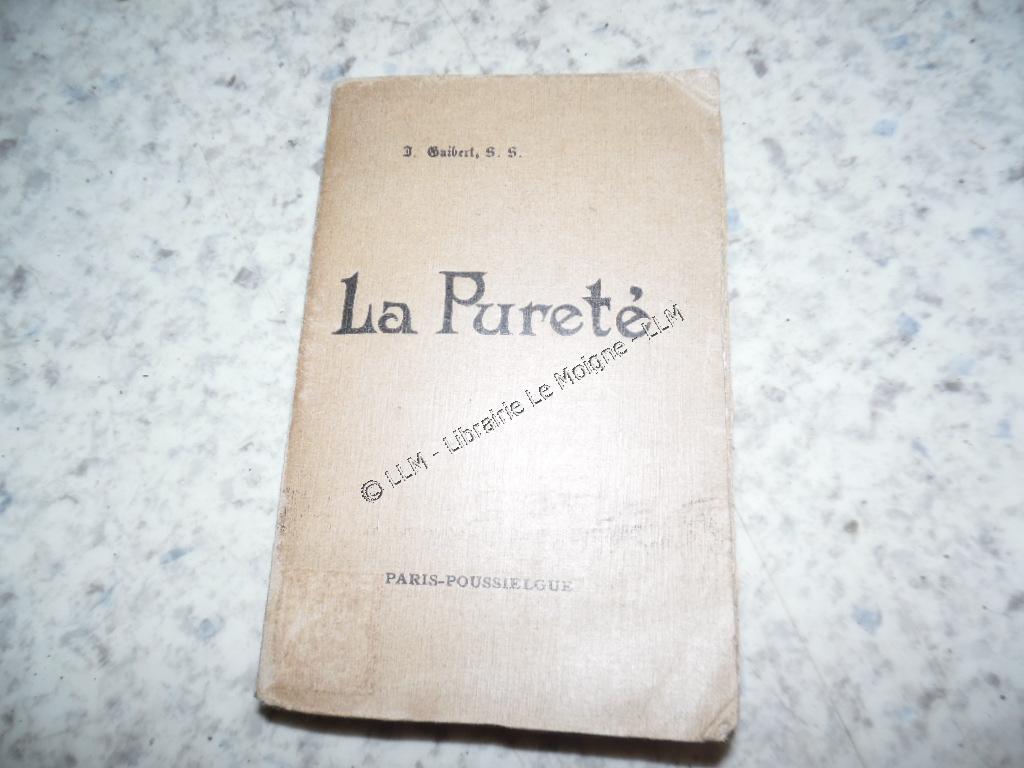 J. Guibert, S. S.
La Pureté
© LLM - Librairie Le Moigne - LLM
PARIS-POUSSIELGUE